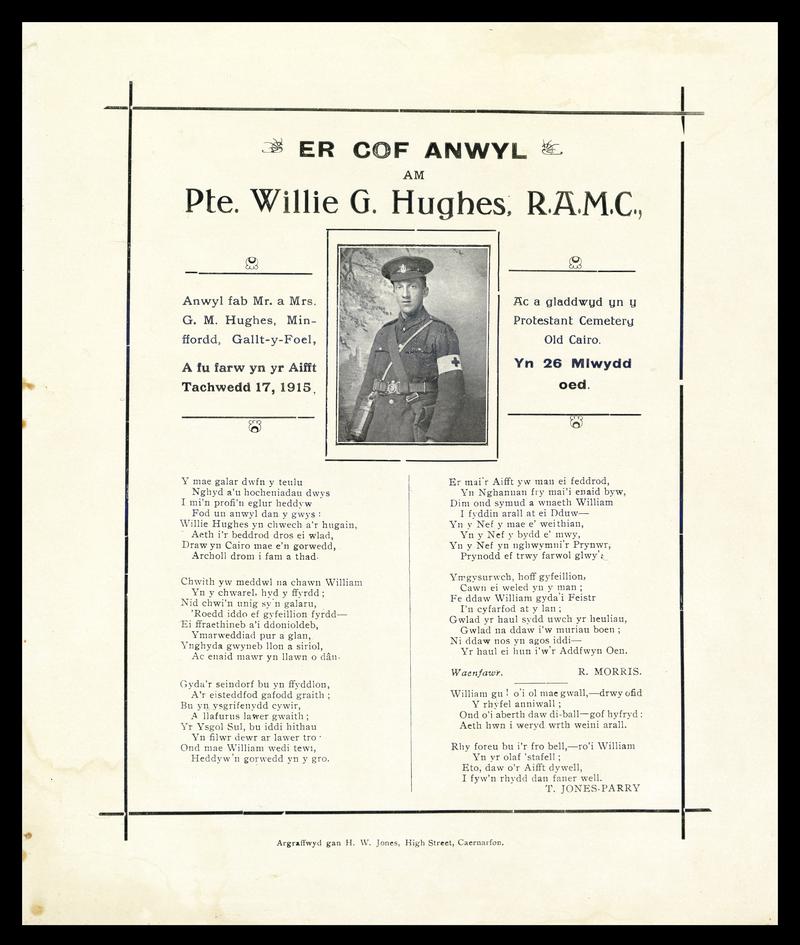 ER COF ANWYL
AM
Pte. Willie G. Hughes, R.A.M.C.,
Anwyl fab Mr. a Mrs.
G. M. Hughes, Min-
ffordd, Gallt-y-Foel,
A fu farw yn yr Aifft
Tachwedd 17, 1915,
Ac a gladdwyd yn y
Protestant Cemetery
Old Cairo.
Yn 26 Mlwydd
oed.
Y mae galar dwfn y teulu
Nghyd a'u hocheniadau dwys
I mi'n profi'n eglur heddyw
Fod un anwyl dan y gwys :
Willie Hughes yn chwech a'r hugain,
Aeth i'r beddrod dros ei wlad,
Draw yn Cairo mae e'n gorwedd,
Archoll drom i fam a thad.
Chwith yw meddwl na chawn William
Yn y chwarel, hyd y ffyrdd ;
Nid chwi'n unig sy'n galaru,
'Roedd iddo ef gyfeillion fyrdd—
Ei ffraethineb a'i ddonioldeb,
Ymarweddiad pur a glan,
Ynghyda gwyneb llon a siriol,
Ac enaid mawr yn llawn o dân.
Gyda'r seindorf bu yn ffyddlon,
A'r eisteddfod gafodd graith ;
Bu yn ysgrifenydd cywir,
A llafurus lawer gwaith ;
Yr Ysgol Sul, bu iddi hithau
Yn filwr dewr ar lawer tro
Ond mae William wedi tewi,
Heddyw'n gorwedd yn y gro.
Er mai'r Aifft yw man ei feddrod,
Yn Nghanaan fry mai'i enaid byw,
Dim ond symud a wnaeth William
I fyddin arall at ei Dduw—
Yn y Nef y mae e' weithian,
Yn y Nef y bydd e' mwy,
Yn y Nef yn nghwymni'r Prynwr,
Prynodd ef trwy farwol glwy'
Ymgysurwch, hoff gyfeillion,
Cawn ei weled yn y man ;
Fe ddaw William gyda'i Feistr
I'n cyfarfod at y lan ;
Gwlad yr haul sydd uwch yr heuliau,
Gwlad na ddaw i'w muriau boen ;
Ni ddaw nos yn agos iddi—
Yr haul ei hun i'w'r Addfwyn Oen.
Waenfawr. R. MORRIS.
William gu ! o'i ol mae gwall,—drwy ofid
Y rhyfel anniwall ;
Ond o'i aberth daw di-ball—gof hyfryd :
Aeth hwn i weryd wrth weini arall.
Rhy foreu bu i'r fro bell,—ro'i William
Yn yr olaf 'stafell ;
Eto, daw o'r Aifft dywell,
I fyw'n rhydd dan faner well.
T. JONES-PARRY
Argraffwyd gan H. W. Jones, High Street, Caernarfon.